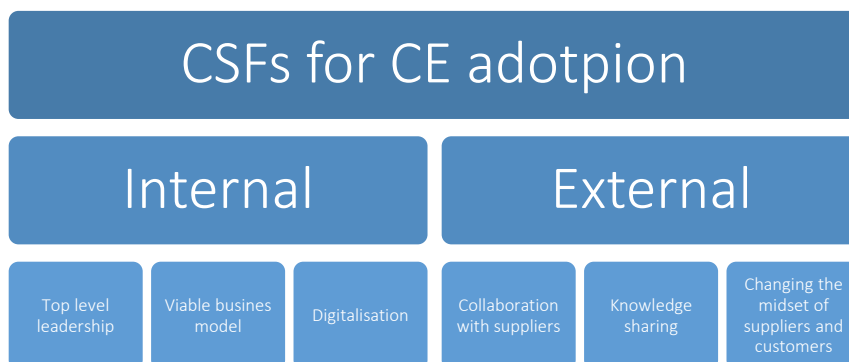 CSFs for CE adotpion
Internal
External
Top level
leadership
Viable busines
model
Digitalisation
Collaboration
with suppliers
Knowledge
sharing
Changing the
midset of
suppliers and
customers